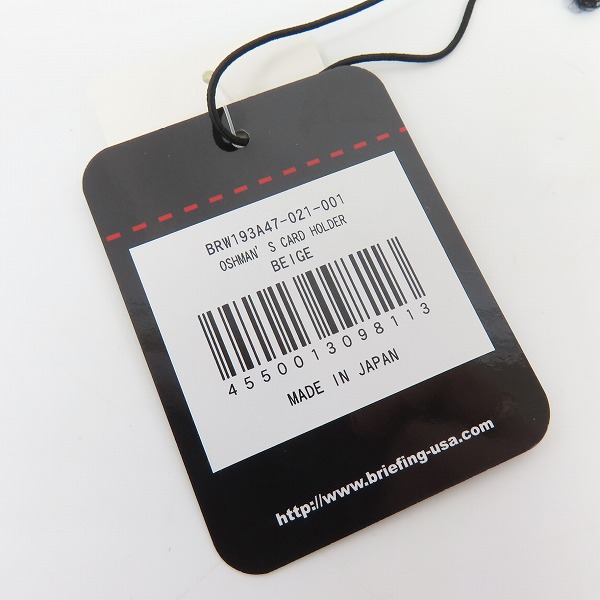 BRW193A47-021-001
OSHMAN'S CARD HOLDER
BEIGE
4550013098113
MADE IN JAPAN
http://www.briefing-usa.com